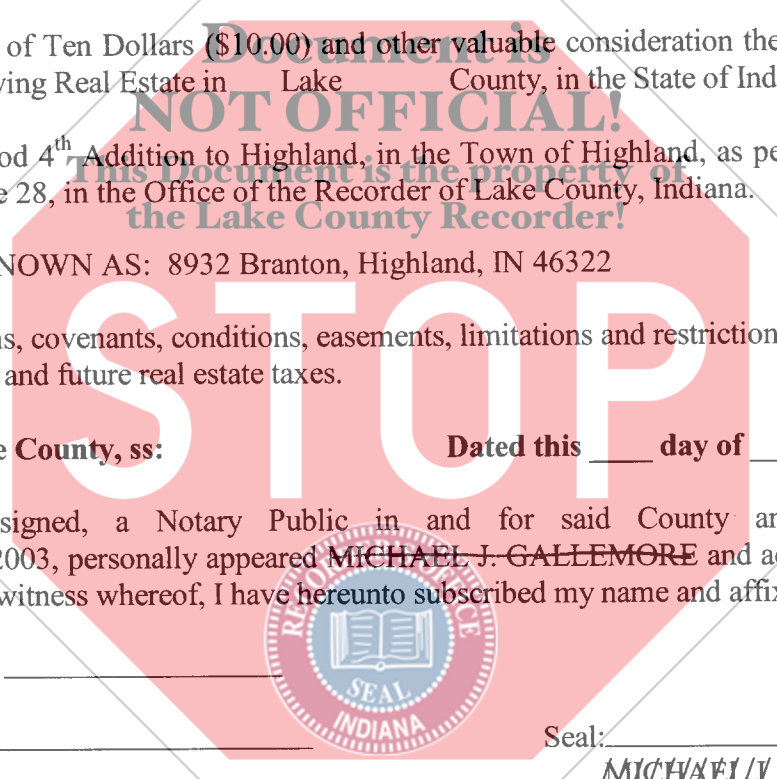 Document is
of Ten Dollars ($10.00) and other valuable consideration the
ving Real Estate in Lake County, in the State of Ind
NOT OFFICIAL!
od 4th Addition to Highland, in the Town of Highland, as pe
This Document is the property of
e 28, in the Office of the Recorder of Lake County, Indiana.
the Lake County Recorder!
NOWN AS: 8932 Branton, Highland, IN 46322
STOP
ns, covenants, conditions, easements, limitations and restriction
and future real estate taxes.
e County, ss: Dated this ____ day of __
signed, a Notary Public in and for said County an
2003, personally appeared MICHAEL J. GALLEMORE and ac
witness whereof, I have hereunto subscribed my name and affix
SEAL
INDIANA
Seal:
MICHAEL J